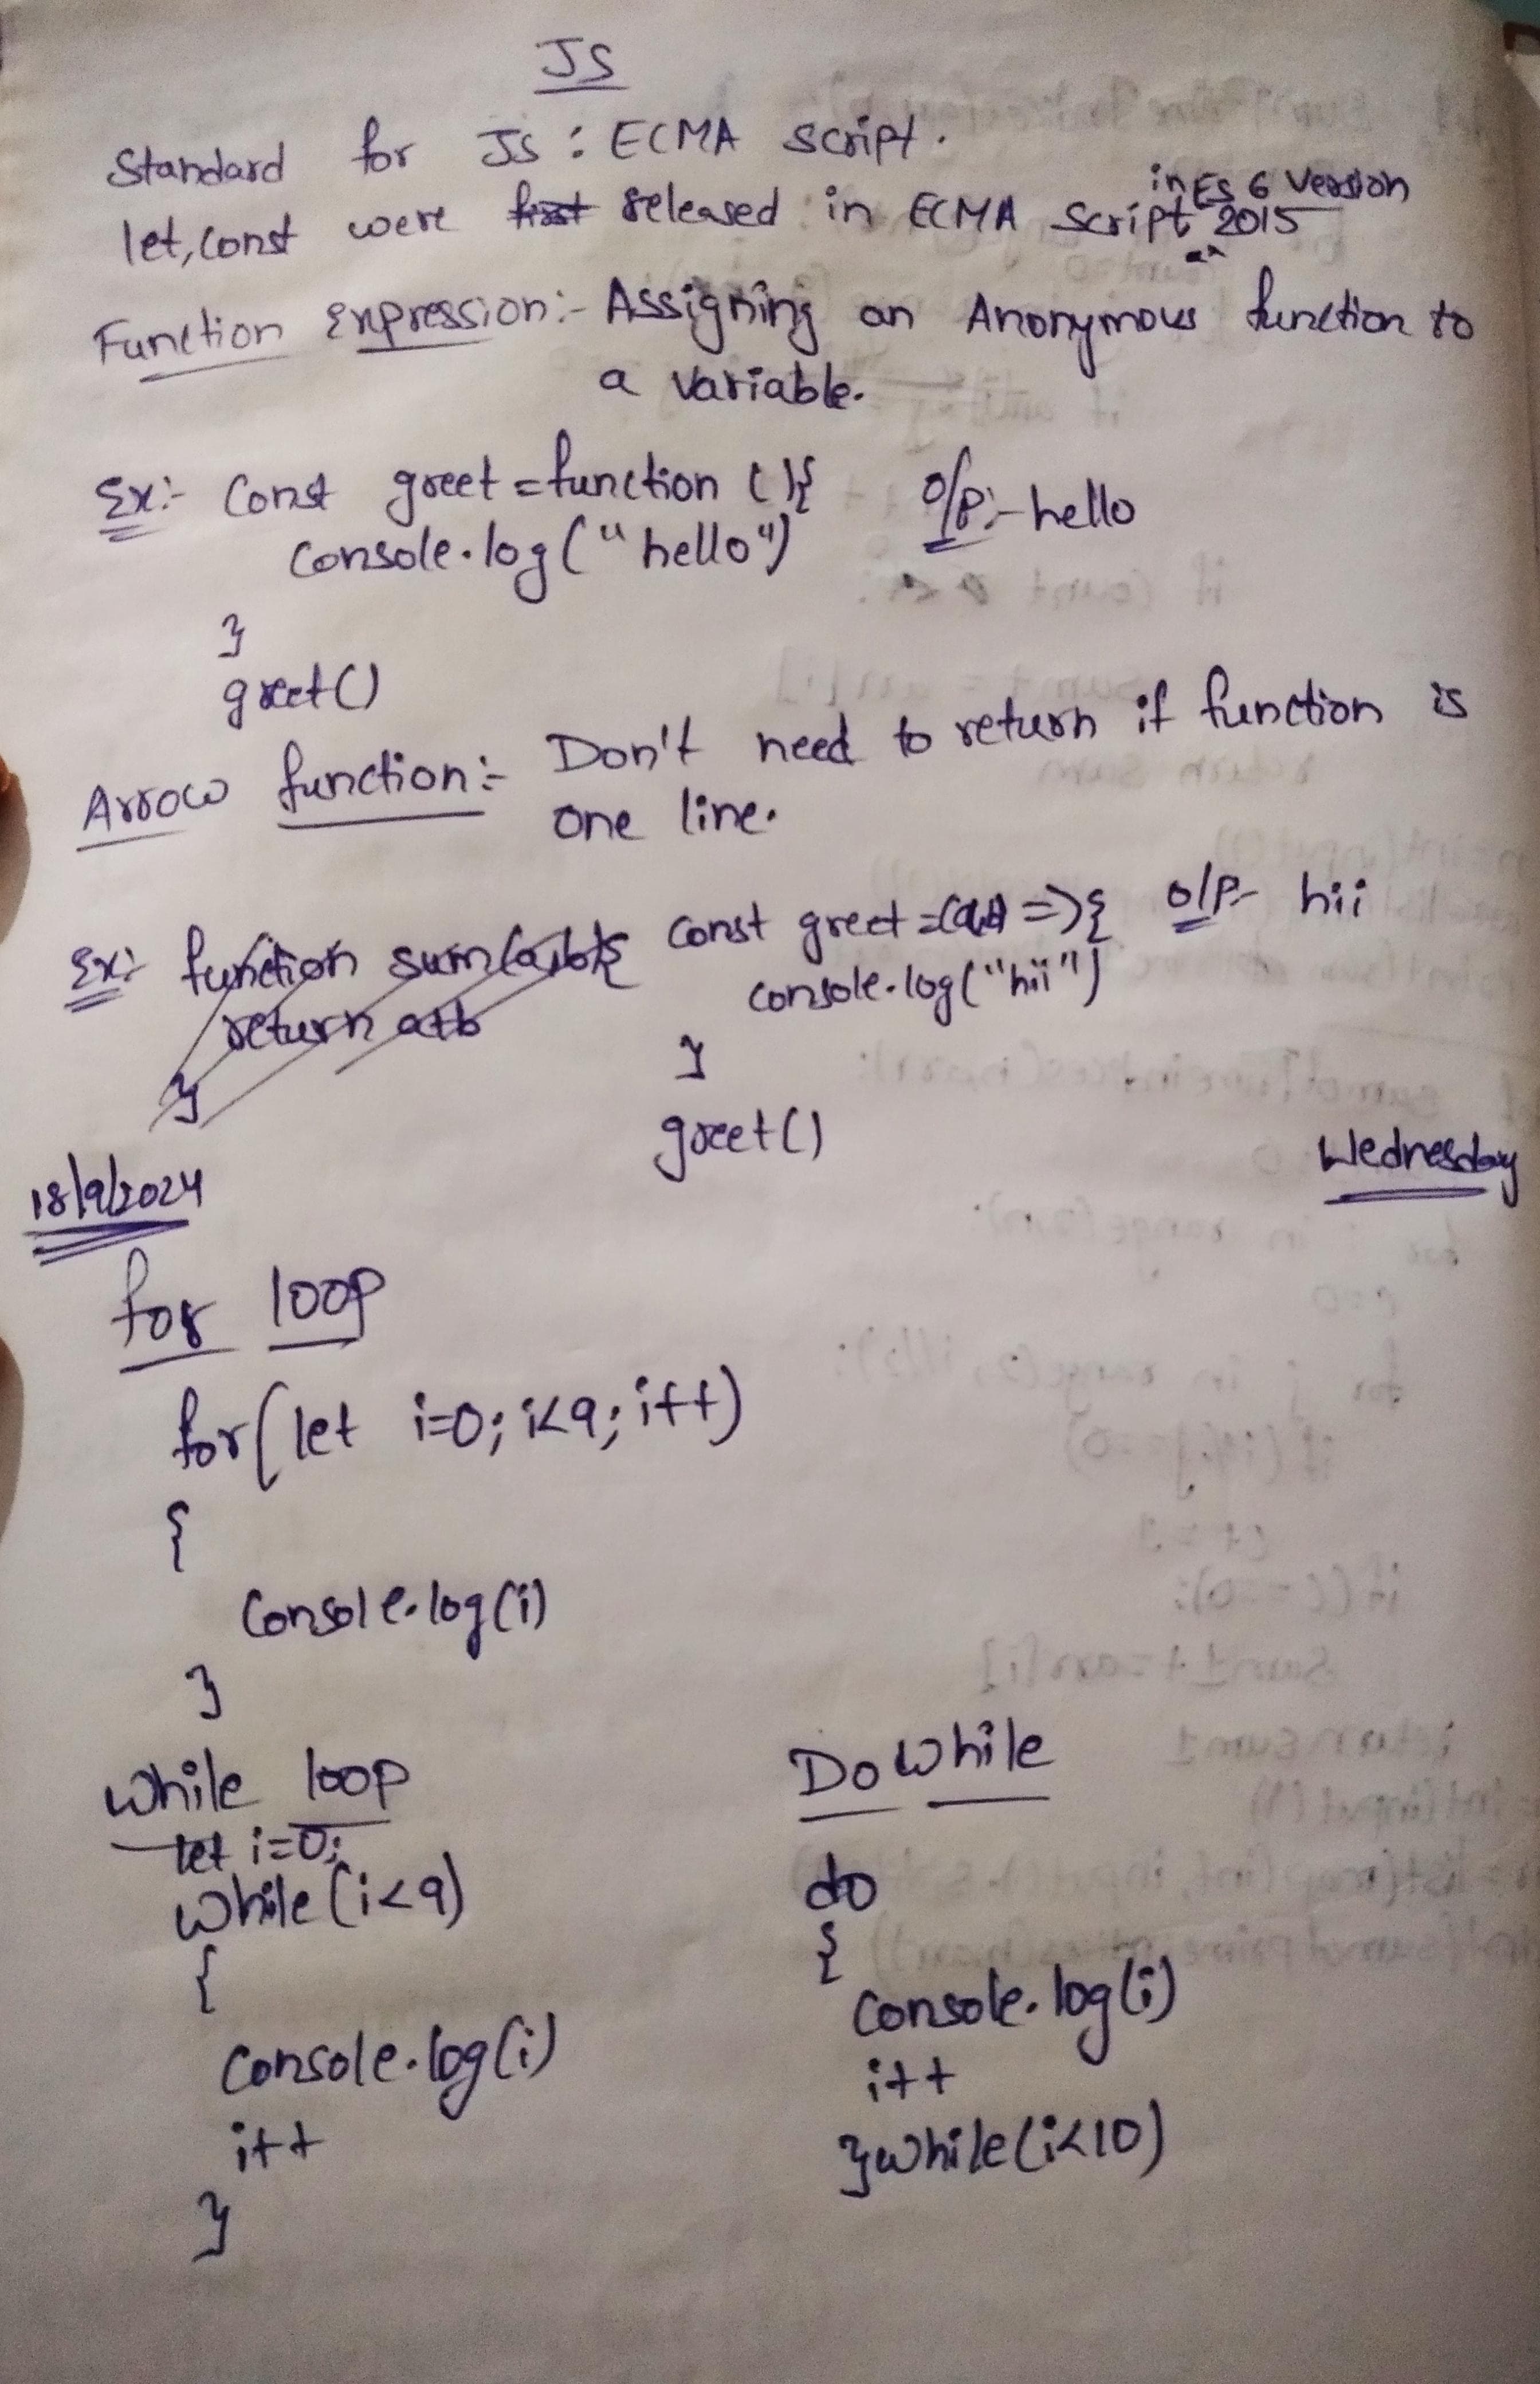 JS
Standard for JS : ECMA script.
in ES 6 Version
let, const were first released in ECMA script 2015
Function Expression:- Assigning an Anonymous function to
a variable.
Ex:- const greet = function () {     o/p:- hello
console.log("hello")
}
greet()
Arrow function:- Don't need to return if function is
one line.
Ex:- function sum(a,b){     const greet = ( =>{     o/p:- hii
return a+b     console.log("hii")
}     }
greet()
18/9/2024     Wednesday
for loop
for(let i=0; i<9; i++)
{
console.log(i)
}
while loop     Do while
let i=0;
while (i<9)     do
{     {
console.log(i)     console.log(i)
i++     i++
}     }while(i<10)